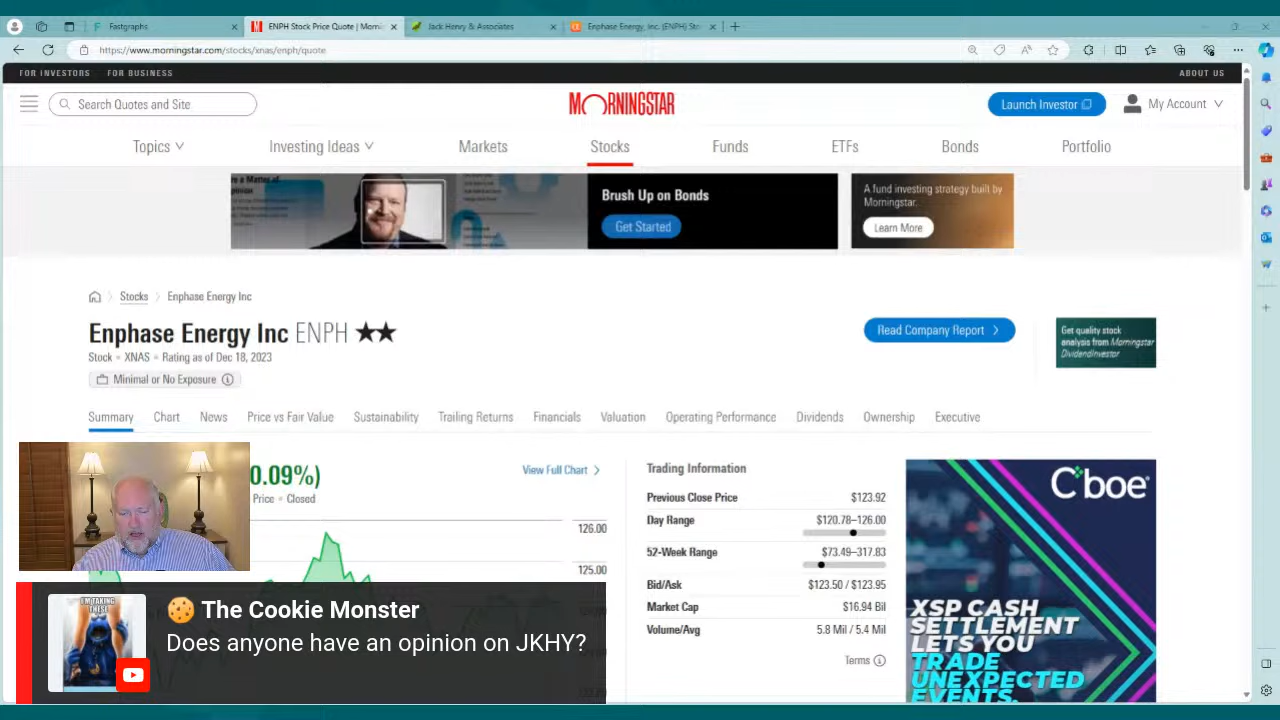 Fastgraphs
ENPH Stock Price Quote | Morni
Jack Henry & Associates
Enphase Energy, Inc. (ENPH) Sto
https://www.morningstar.com/stocks/xnas/enph/quote
FOR INVESTORS FOR BUSINESS
ABOUT US
Search Quotes and Site
MORNINGSTAR
Launch Investor
My Account
Topics
Investing Ideas
Markets
Stocks
Funds
ETFs
Bonds
Portfolio
re a Matter of
Brush Up on Bonds
Get Started
A fund investing strategy built by
Morningstar.
Learn More
Stocks
Enphase Energy Inc
Enphase Energy Inc ENPH ★★
Stock • XNAS • Rating as of Dec 18, 2023
Minimal or No Exposure
Read Company Report
Get quality stock
analysis from Morningstar
DividendInvestor
Summary
Chart
News
Price vs Fair Value
Sustainability
Trailing Returns
Financials
Valuation
Operating Performance
Dividends
Ownership
Executive
0.09%)
Price • Closed
View Full Chart
126.00
125.00
Trading Information
Previous Close Price $123.92
Day Range $120.78–126.00
52-Week Range $73.49–317.83
Bid/Ask $123.50 / $123.95
Market Cap $16.94 Bil
Volume/Avg 5.8 Mil / 5.4 Mil
Terms
Cboe
XSP CASH
SETTLEMENT
LETS YOU
TRADE
UNEXPECTED
EVENTS.
I'M TAKING
THESE
🍪 The Cookie Monster
Does anyone have an opinion on JKHY?